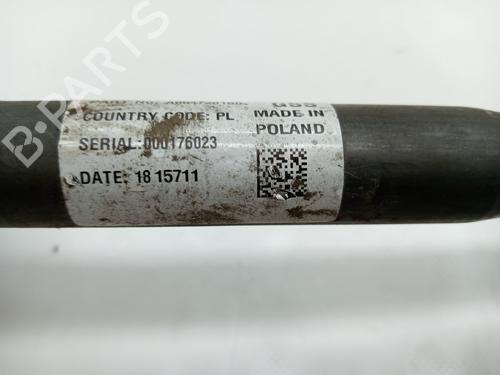 COUNTRY CODE: PL
MADE IN
POLAND
SERIAL:000176023
DATE: 18 15711
B-PARTS